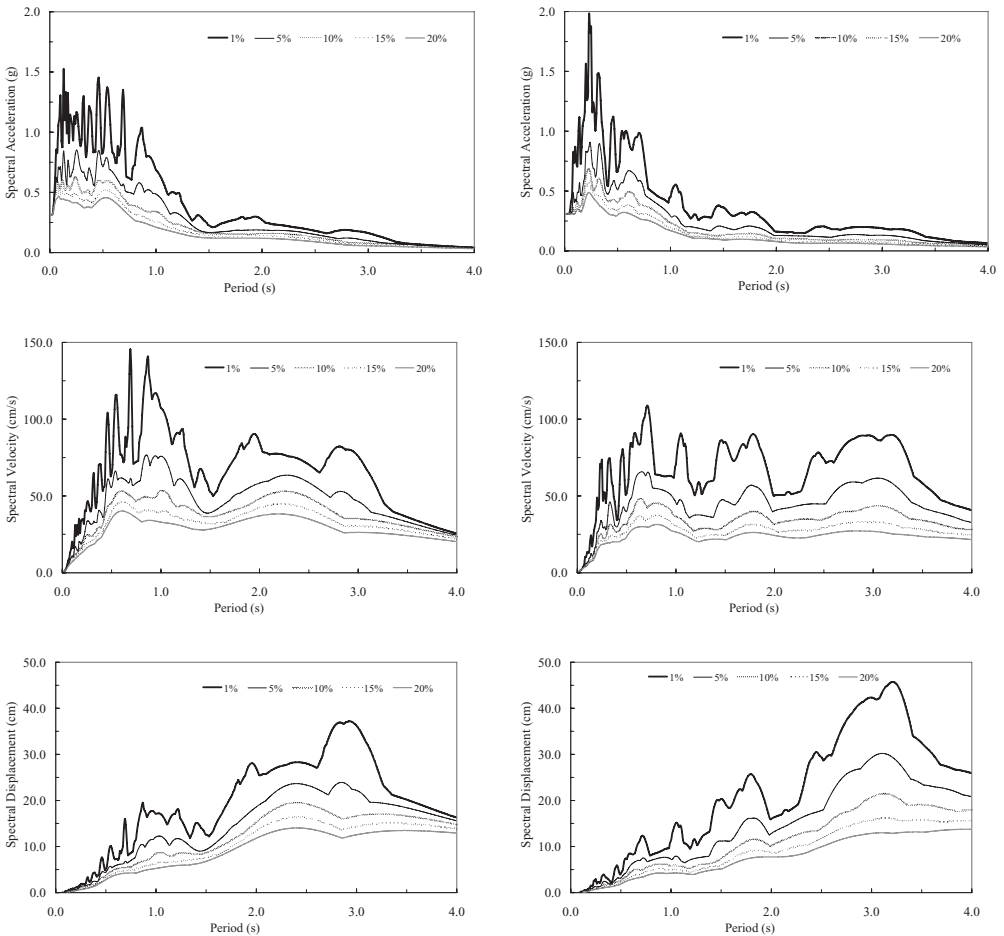 2.0
1.5
1.0
0.5
0.0
Spectral Acceleration (g)
1% 5% 10% 15% 20%
0.0 1.0 2.0 3.0 4.0
Period (s)
2.0
1.5
1.0
0.5
0.0
Spectral Acceleration (g)
1% 5% 10% 15% 20%
0.0 1.0 2.0 3.0 4.0
Period (s)
150.0
100.0
50.0
0.0
Spectral Velocity (cm/s)
1% 5% 10% 15% 20%
0.0 1.0 2.0 3.0 4.0
Period (s)
150.0
100.0
50.0
0.0
Spectral Velocity (cm/s)
1% 5% 10% 15% 20%
0.0 1.0 2.0 3.0 4.0
Period (s)
50.0
40.0
30.0
20.0
10.0
0.0
Spectral Displacement (cm)
1% 5% 10% 15% 20%
0.0 1.0 2.0 3.0 4.0
Period (s)
50.0
40.0
30.0
20.0
10.0
0.0
Spectral Displacement (cm)
1% 5% 10% 15% 20%
0.0 1.0 2.0 3.0 4.0
Period (s)